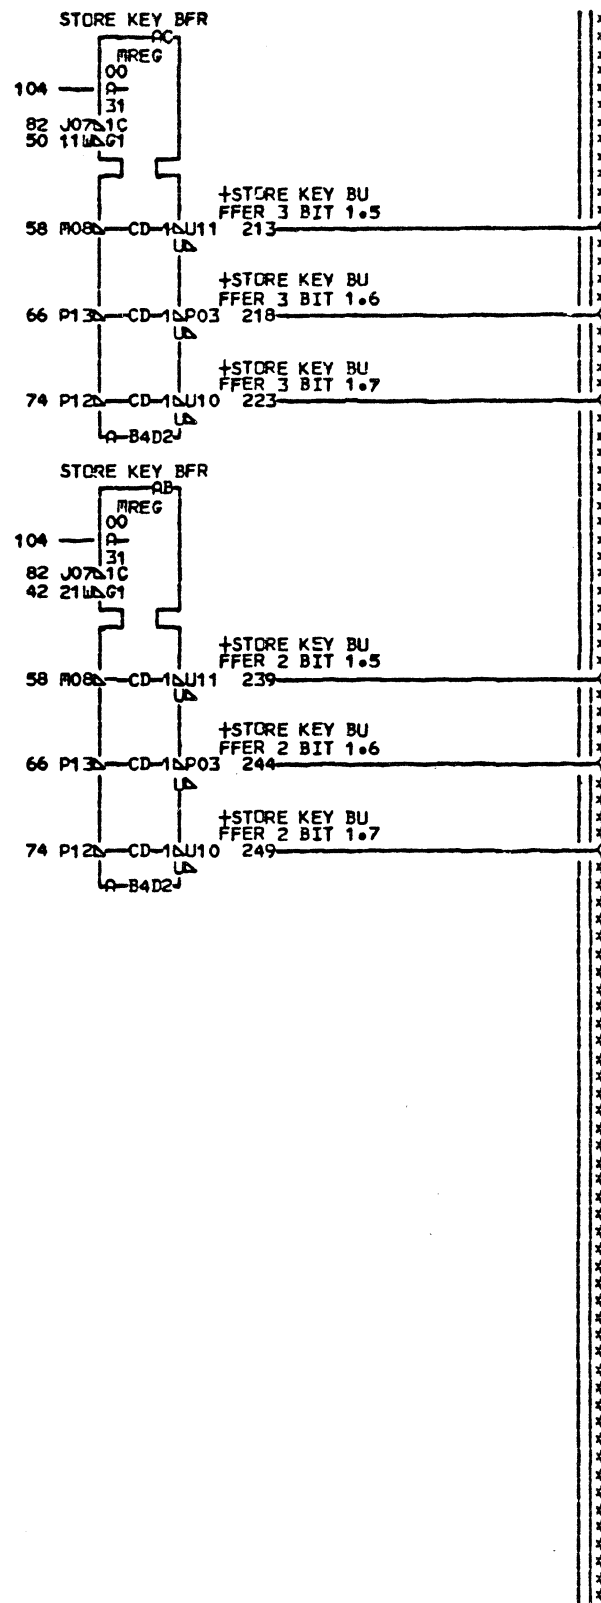 STORE KEY BFR
AC
MREG
00
104 A
31
82 J07 1C
50 11W G1
+STORE KEY BU
FFER 3 BIT 1.5
58 M08 CD 1 U11 213
U
+STORE KEY BU
FFER 3 BIT 1.6
66 P13 CD 1 P03 218
U
+STORE KEY BU
FFER 3 BIT 1.7
74 P12 CD 1 U10 223
U
A-B4D2
STORE KEY BFR
AB
MREG
00
104 A
31
82 J07 1C
42 21W G1
+STORE KEY BU
FFER 2 BIT 1.5
58 M08 CD 1 U11 239
U
+STORE KEY BU
FFER 2 BIT 1.6
66 P13 CD 1 P03 244
U
+STORE KEY BU
FFER 2 BIT 1.7
74 P12 CD 1 U10 249
U
A-B4D2